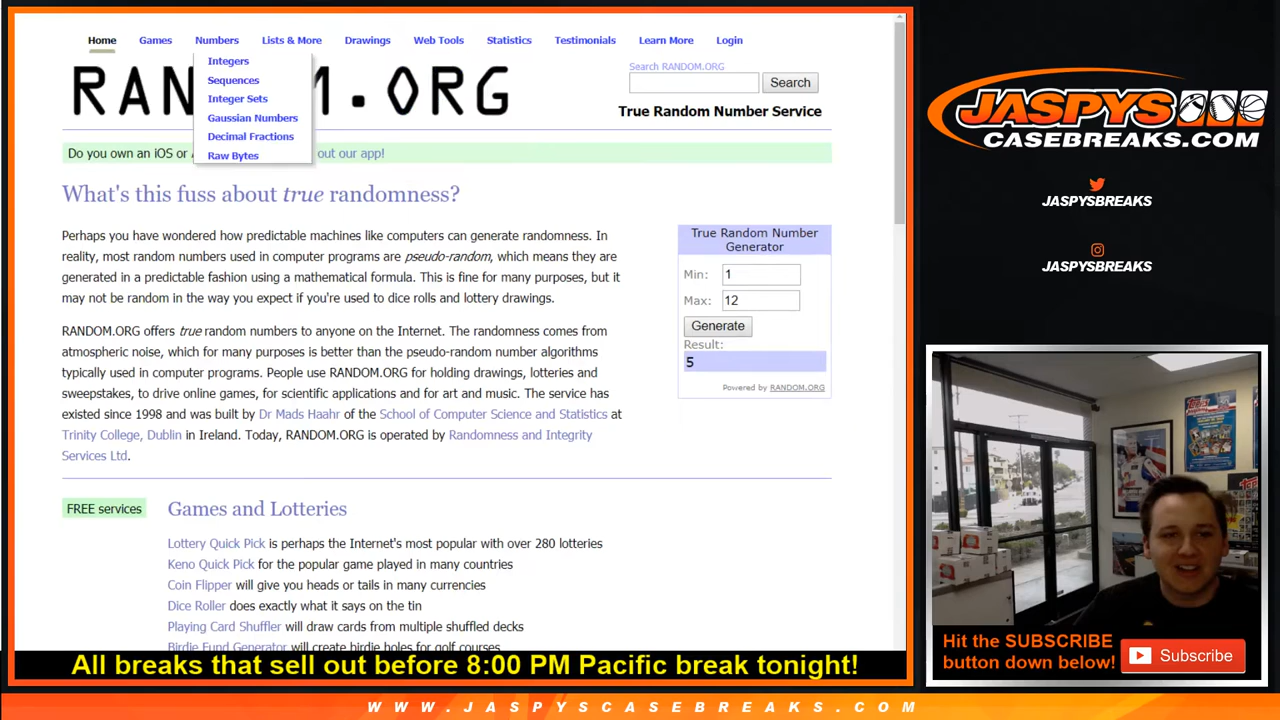 Home Games Numbers Lists & More Drawings Web Tools Statistics Testimonials Learn More Login
Integers
Sequences
Integer Sets
Gaussian Numbers
Decimal Fractions
Raw Bytes
Search RANDOM.ORG
Search
True Random Number Service
Do you own an iOS or out our app!
What's this fuss about true randomness?
Perhaps you have wondered how predictable machines like computers can generate randomness. In
reality, most random numbers used in computer programs are pseudo-random, which means they are
generated in a predictable fashion using a mathematical formula. This is fine for many purposes, but it
may not be random in the way you expect if you're used to dice rolls and lottery drawings.
RANDOM.ORG offers true random numbers to anyone on the Internet. The randomness comes from
atmospheric noise, which for many purposes is better than the pseudo-random number algorithms
typically used in computer programs. People use RANDOM.ORG for holding drawings, lotteries and
sweepstakes, to drive online games, for scientific applications and for art and music. The service has
existed since 1998 and was built by Dr Mads Haahr of the School of Computer Science and Statistics at
Trinity College, Dublin in Ireland. Today, RANDOM.ORG is operated by Randomness and Integrity
Services Ltd.
True Random Number
Generator
Min: 1
Max: 12
Generate
Result:
5
Powered by RANDOM.ORG
FREE services
Games and Lotteries
Lottery Quick Pick is perhaps the Internet's most popular with over 280 lotteries
Keno Quick Pick for the popular game played in many countries
Coin Flipper will give you heads or tails in many currencies
Dice Roller does exactly what it says on the tin
Playing Card Shuffler will draw cards from multiple shuffled decks
Birdie Fund Generator will create birdie holes for golf courses
All breaks that sell out before 8:00 PM Pacific break tonight!
WWW.JASPYSCASEBREAKS.COM
JASPYS
CASEBREAKS.COM
JASPYSBREAKS
JASPYSBREAKS
Hit the SUBSCRIBE
button down below!
Subscribe